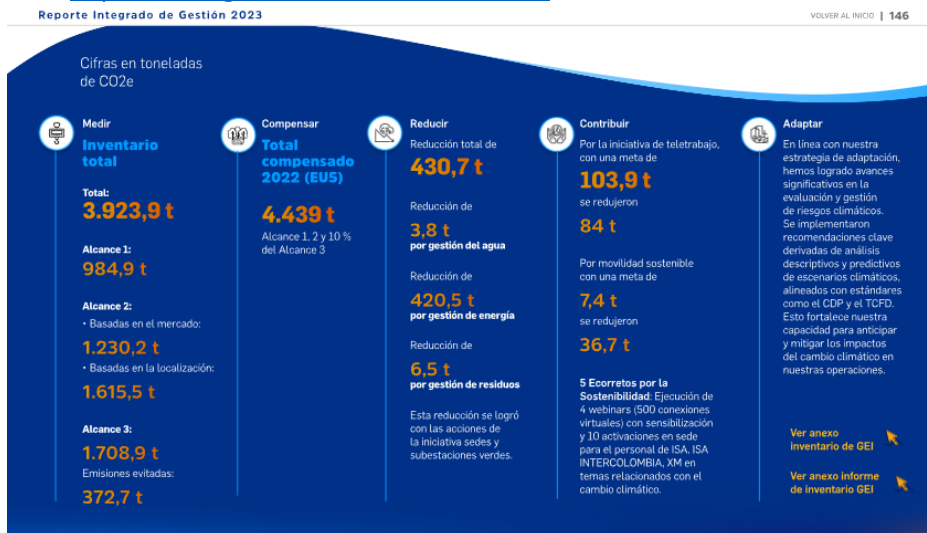 Reporte Integrado de Gestión 2023
VOLVER AL INICIO | 146
Cifras en toneladas
de CO2e
Medir
Inventario
total
Total:
3.923,9 t
Alcance 1:
984,9 t
Alcance 2:
• Basadas en el mercado:
1.230,2 t
• Basadas en la localización:
1.615,5 t
Alcance 3:
1.708,9 t
Emisiones evitadas:
372,7 t
Compensar
Total
compensado
2022 (EU5)
4.439 t
Alcance 1, 2 y 10 %
del Alcance 3
Reducir
Reducción total de
430,7 t
Reducción de
3,8 t
por gestión del agua
Reducción de
420,5 t
por gestión de energía
Reducción de
6,5 t
por gestión de residuos
Esta reducción se logró
con las acciones de
la iniciativa sedes y
subestaciones verdes.
Contribuir
Por la iniciativa de teletrabajo,
con una meta de
103,9 t
se redujeron
84 t
Por movilidad sostenible
con una meta de
7,4 t
se redujeron
36,7 t
5 Ecorretos por la
Sostenibilidad: Ejecución de
4 webinars (500 conexiones
virtuales) con sensibilización
y 10 activaciones en sede
para el personal de ISA, ISA
INTERCOLOMBIA, XM en
temas relacionados con el
cambio climático.
Adaptar
En línea con nuestra
estrategia de adaptación,
hemos logrado avances
significativos en la
evaluación y gestión
de riesgos climáticos.
Se implementaron
recomendaciones clave
derivadas de análisis
descriptivos y predictivos
de escenarios climáticos,
alineados con estándares
como el CDP y el TCFD.
Esto fortalece nuestra
capacidad para anticipar
y mitigar los impactos
del cambio climático en
nuestras operaciones.
Ver anexo
inventario de GEI
Ver anexo informe
de inventario GEI